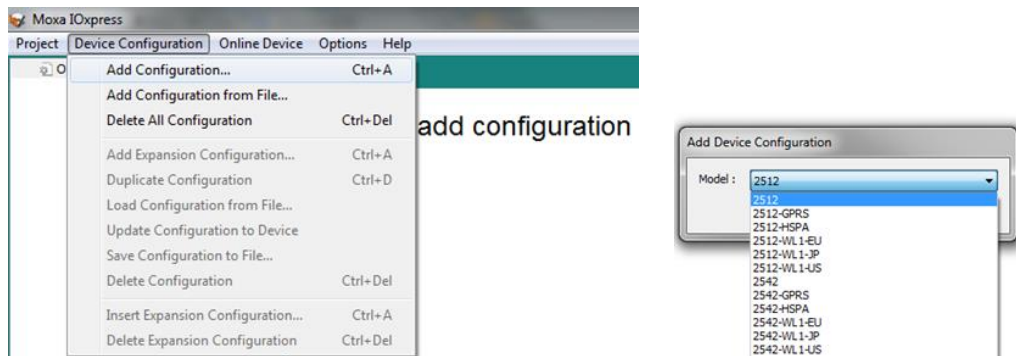 Moxa IOxpress
Project Device Configuration Online Device Options Help
O
Add Configuration... Ctrl+A
Add Configuration from File...
Delete All Configuration Ctrl+Del
add configuration
Add Expansion Configuration... Ctrl+A
Duplicate Configuration Ctrl+D
Load Configuration from File...
Update Configuration to Device
Save Configuration to File...
Delete Configuration Ctrl+Del
Insert Expansion Configuration... Ctrl+A
Delete Expansion Configuration Ctrl+Del
Add Device Configuration
Model : 2512
2512
2512-GPRS
2512-HSPA
2512-WL1-EU
2512-WL1-JP
2512-WL1-US
2542
2542-GPRS
2542-HSPA
2542-WL1-EU
2542-WL1-JP
2542-WL1-US